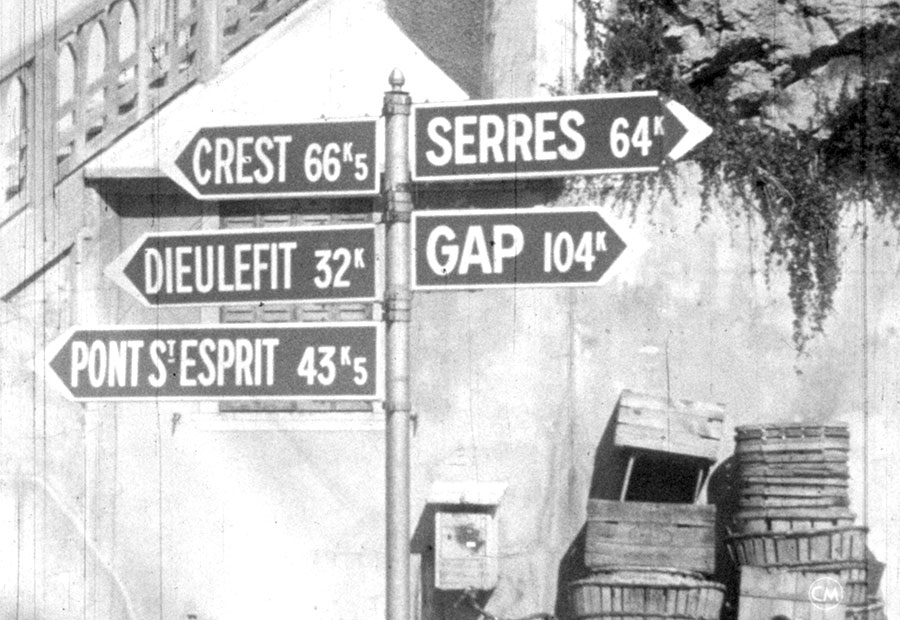 CREST 66K5
SERRES 64K
DIEULEFIT 32K
GAP 104K
PONT ST ESPRIT 43K5
CM